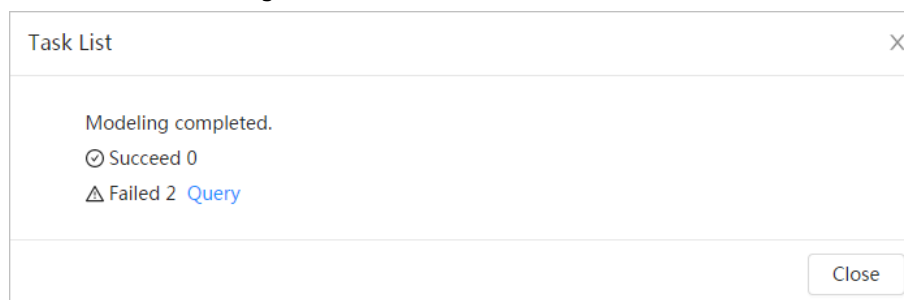 Task List
Modeling completed.
Succeed 0
Failed 2 Query
Close